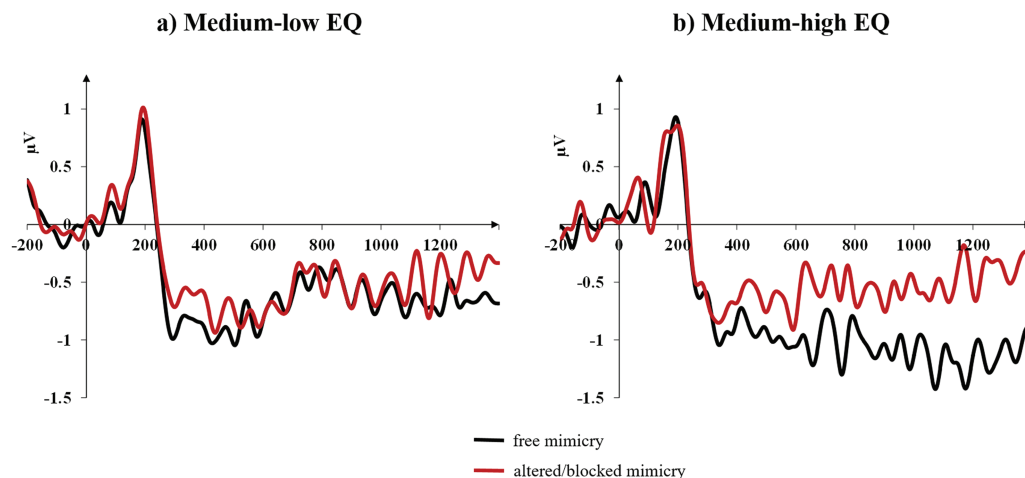 a) Medium-low EQ
b) Medium-high EQ
µV
1
0.5
0
-0.5
-1
-1.5
-200 0 200 400 600 800 1000 1200
µV
1
0.5
0
-0.5
-1
-1.5
-2 0 200 400 600 800 1000 1200
free mimicry
altered/blocked mimicry